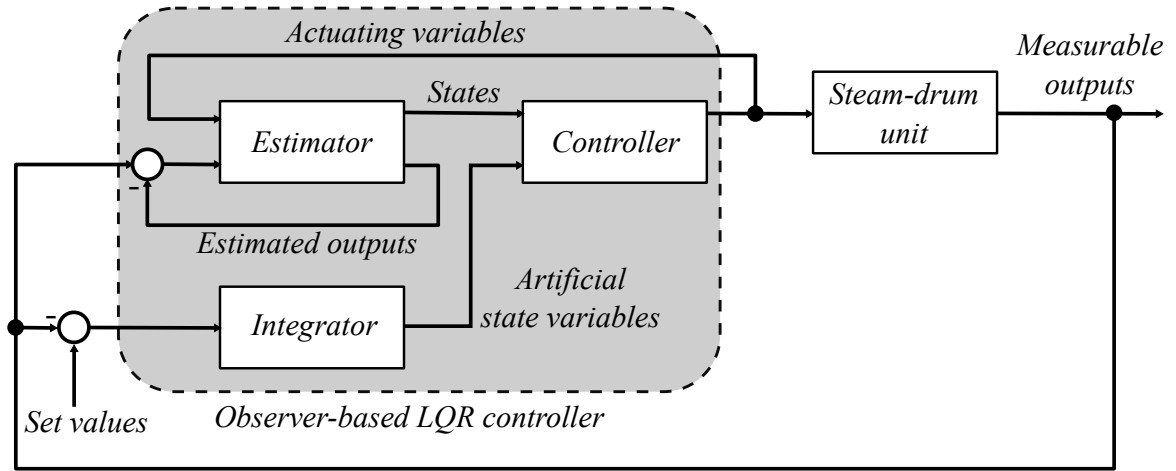 Actuating variables
Measurable
outputs
States
Steam-drum
unit
Estimator
Controller
-
Estimated outputs
Artificial
state variables
-
Integrator
Set values
Observer-based LQR controller